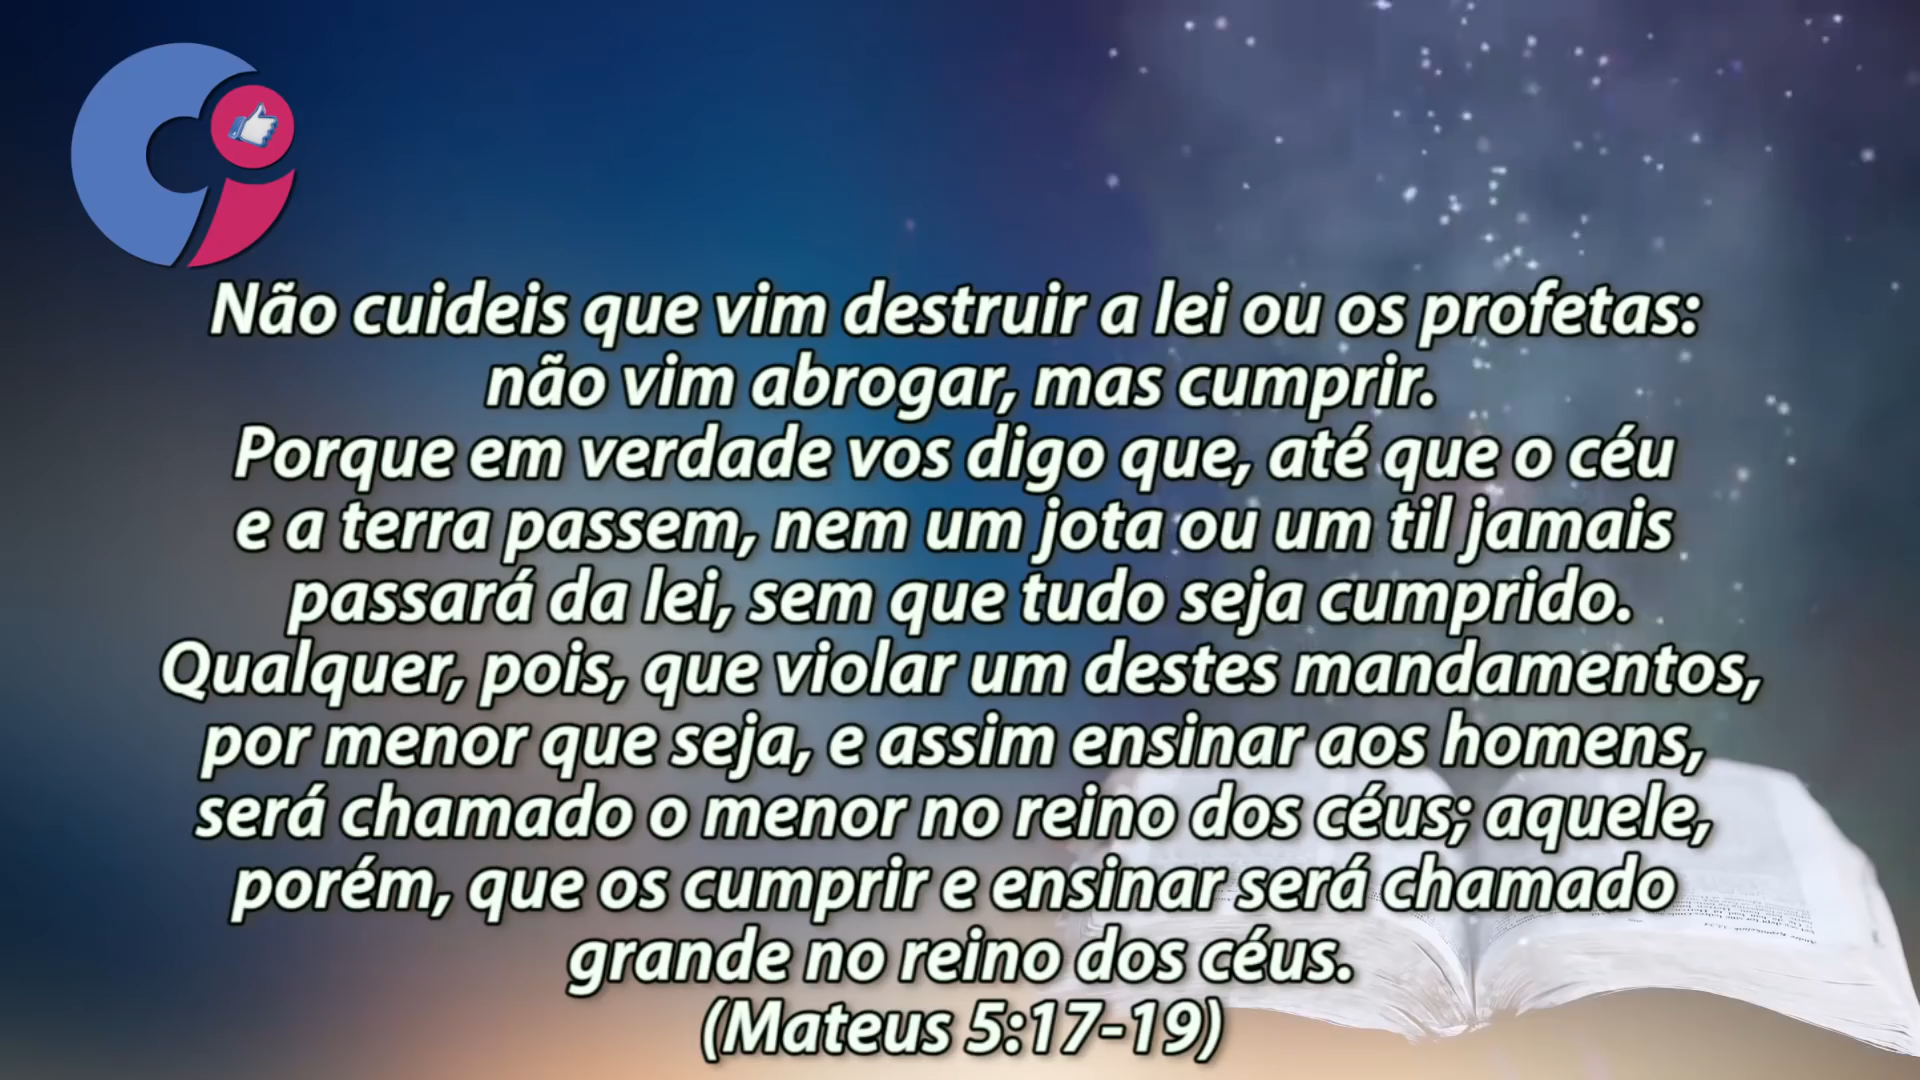 Não cuideis que vim destruir a lei ou os profetas:
não vim abrogar, mas cumprir.
Porque em verdade vos digo que, até que o céu
e a terra passem, nem um jota ou um til jamais
passará da lei, sem que tudo seja cumprido.
Qualquer, pois, que violar um destes mandamentos,
por menor que seja, e assim ensinar aos homens,
será chamado o menor no reino dos céus; aquele,
porém, que os cumprir e ensinar será chamado
grande no reino dos céus.
(Mateus 5:17-19)